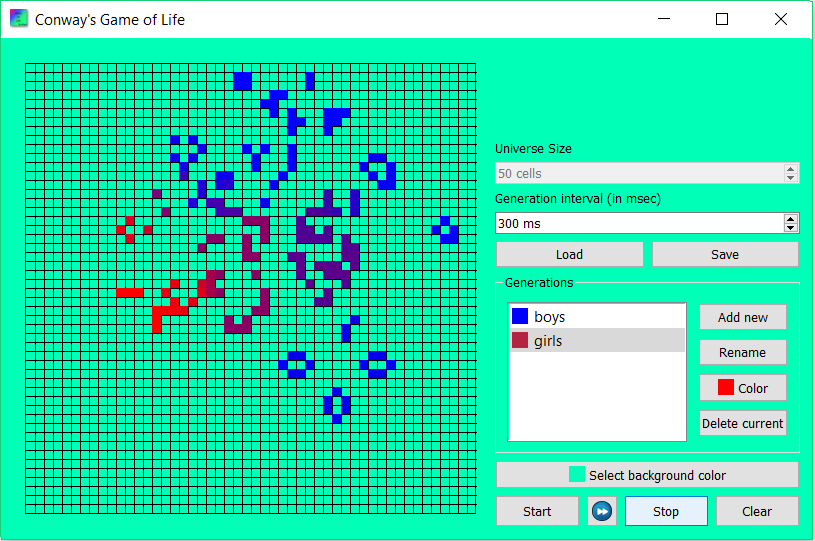 Conway's Game of Life
Universe Size
50 cells
Generation interval (in msec)
300 ms
Load
Save
Generations
boys
girls
Add new
Rename
Color
Delete current
Select background color
Start
Stop
Clear